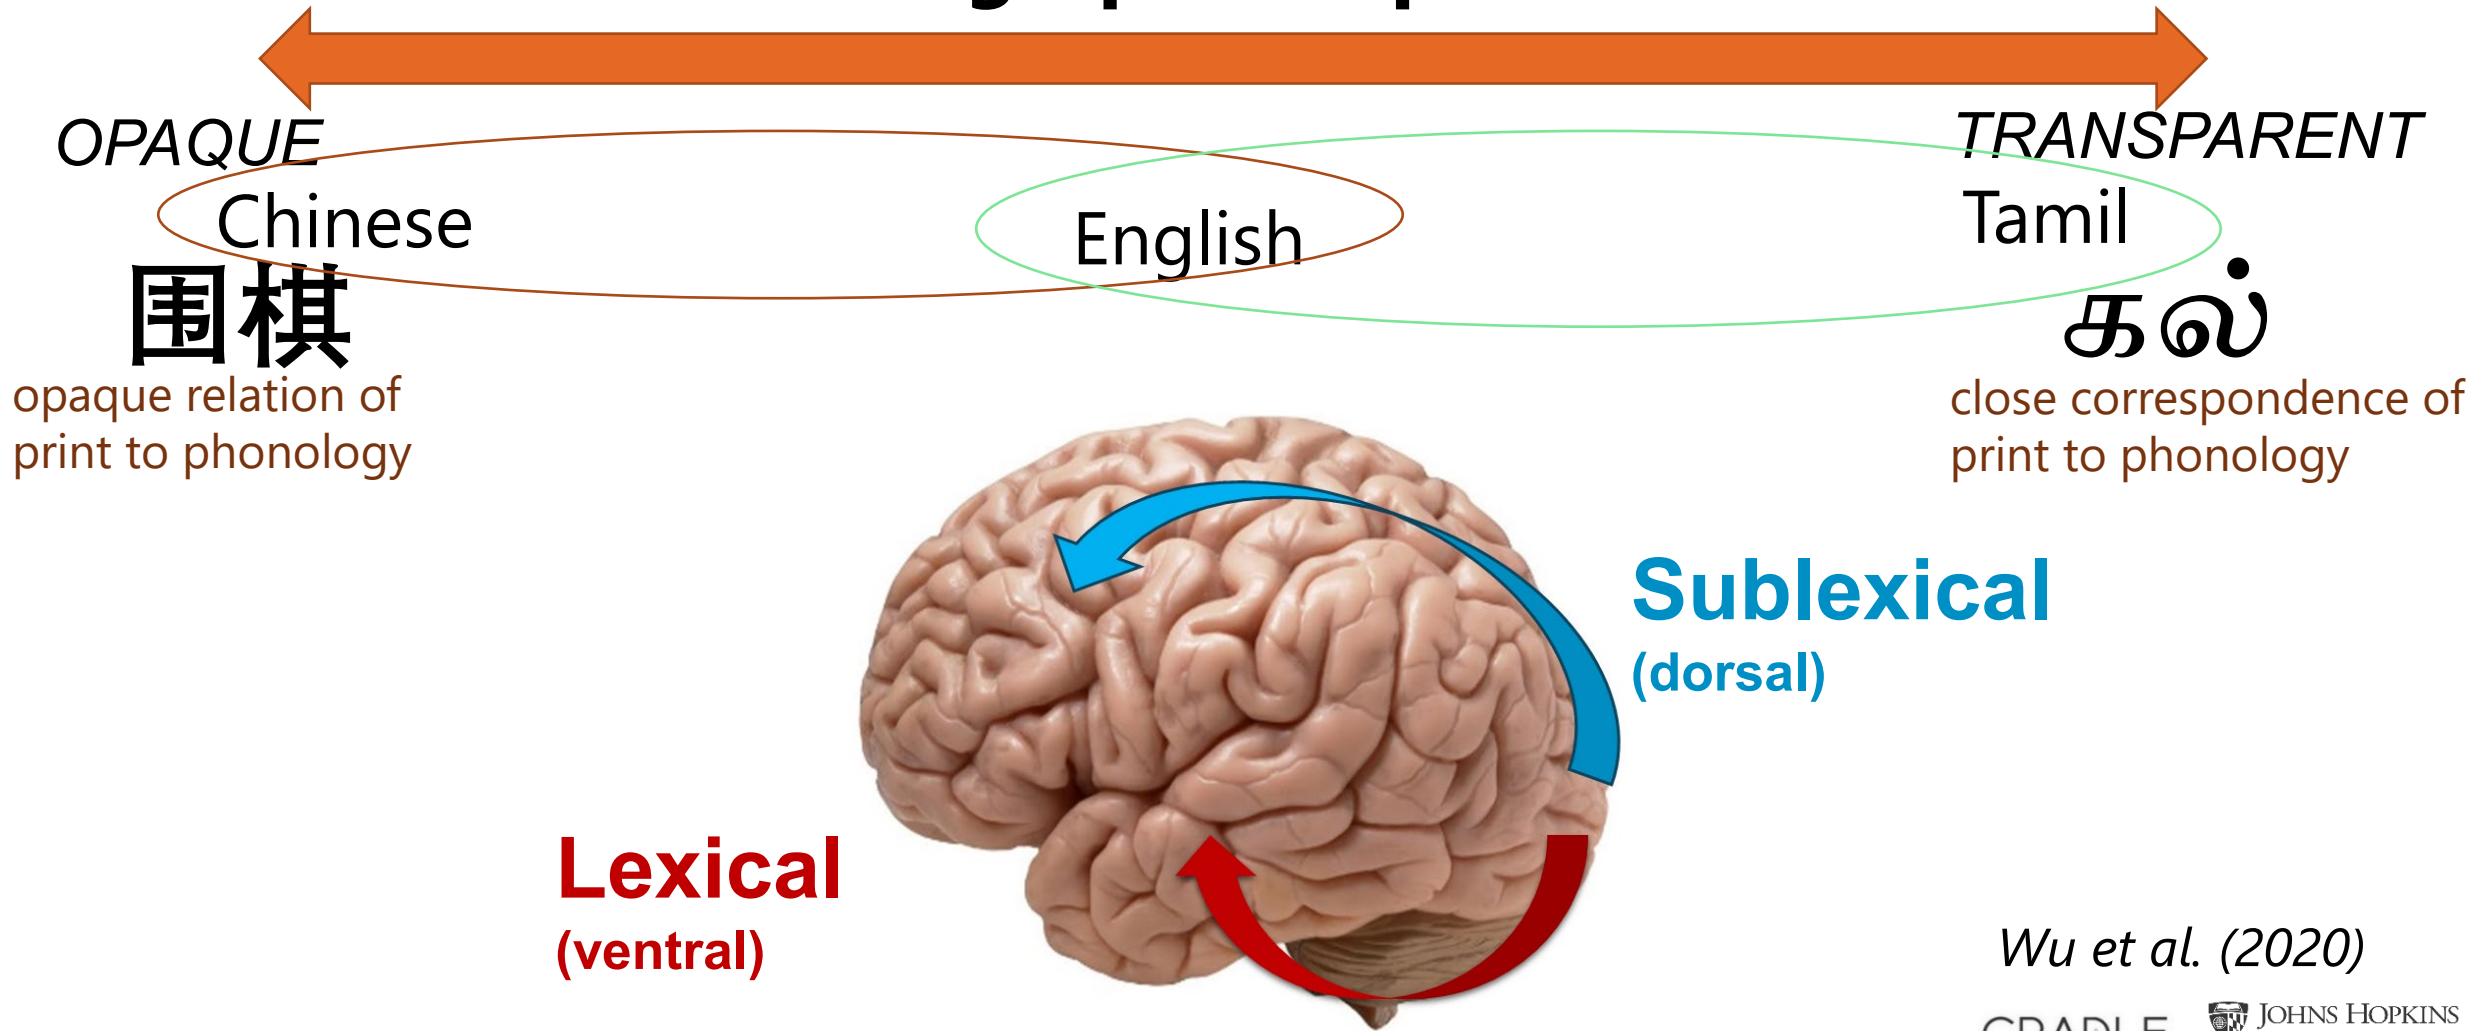 OPAQUE
TRANSPARENT
Chinese
English
Tamil
围棋
கல்
opaque relation of
print to phonology
close correspondence of
print to phonology
Sublexical
(dorsal)
Lexical
(ventral)
Wu et al. (2020)
JOHNS HOPKINS